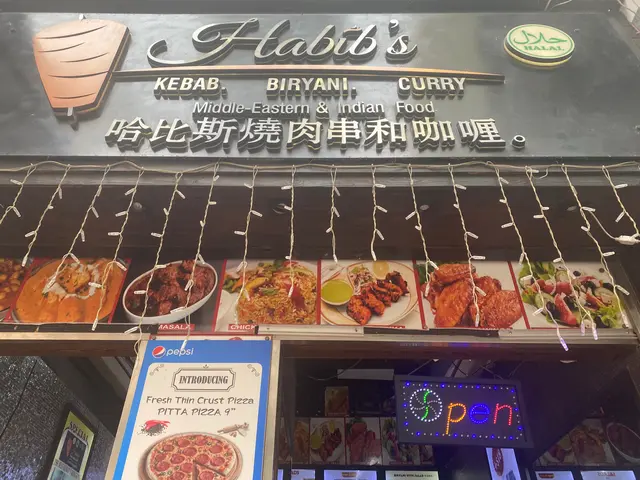 Habib's
حلال
HALAL
KEBAB. BIRYANI. CURRY
Middle-Eastern & Indian Food
哈比斯燒肉串和咖喱。
MASALA
CHICK
pepsi
INTRODUCING
Fresh Thin Crust Pizza
PITTA PIZZA 9"
Open